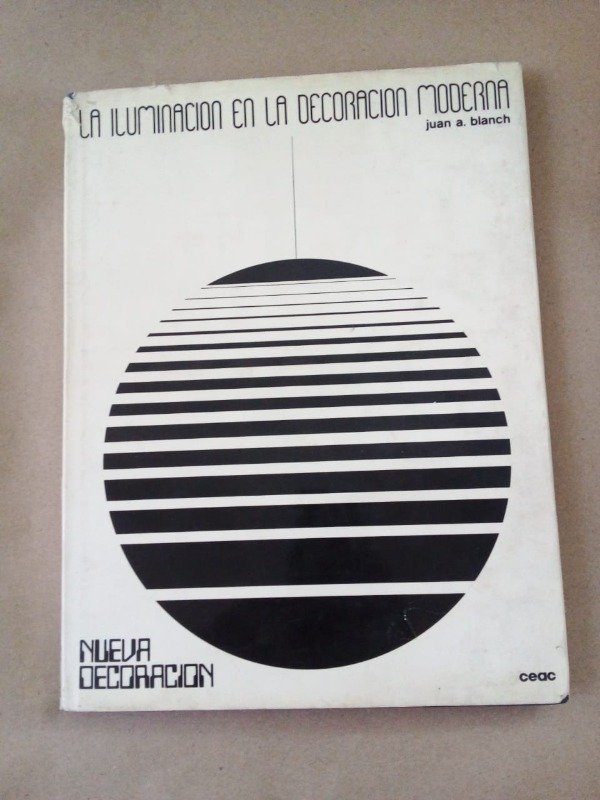 LA ILUMINACION EN LA DECORACION MODERNA
juan a. blanch
NUEVA
DECORACION
ceac